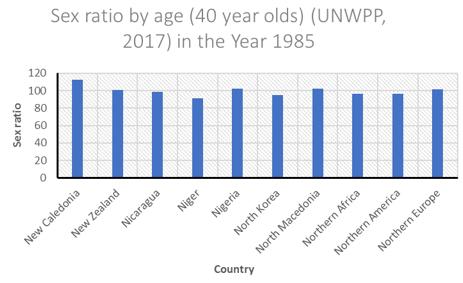 Sex ratio by age (40 year olds) (UNWPP,
2017) in the Year 1985
120
100
80
60
40
20
0
Sex ratio
New Caledonia
New Zealand
Nicaragua
Niger
Nigeria
North Korea
North Macedonia
Northern Africa
Northern America
Northern Europe
Country